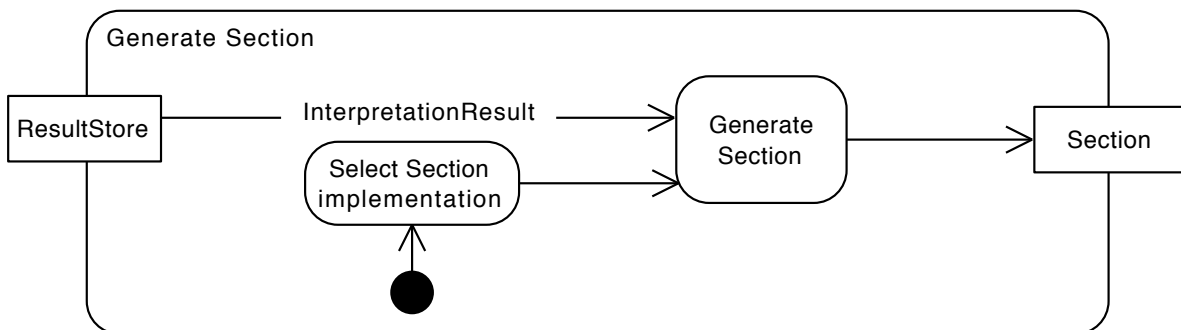 Generate Section
ResultStore
InterpretationResult
Select Section
implementation
Generate
Section
Section